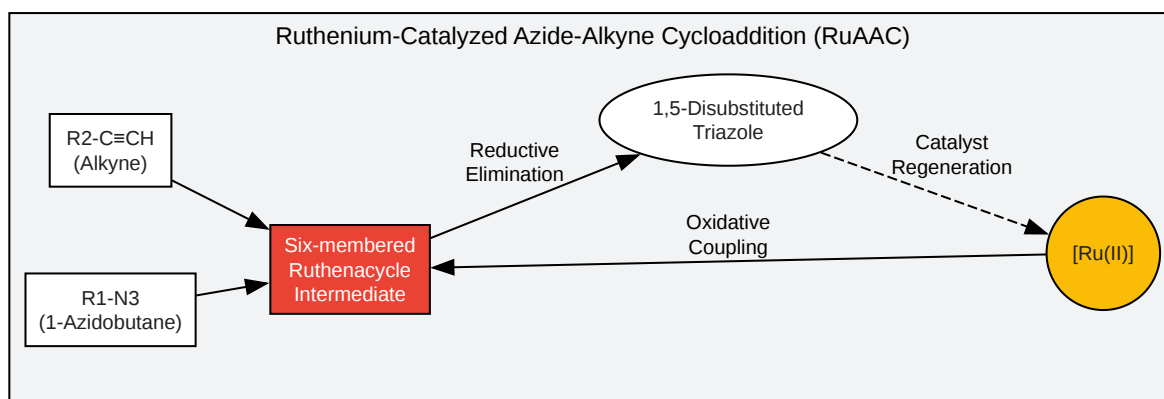 Ruthenium-Catalyzed Azide-Alkyne Cycloaddition (RuAAC)
R2-C≡CH
(Alkyne)
R1-N3
(1-Azidobutane)
Six-membered
Ruthenacycle
Intermediate
Reductive
Elimination
1,5-Disubstituted
Triazole
Catalyst
Regeneration
Oxidative
Coupling
[Ru(II)]